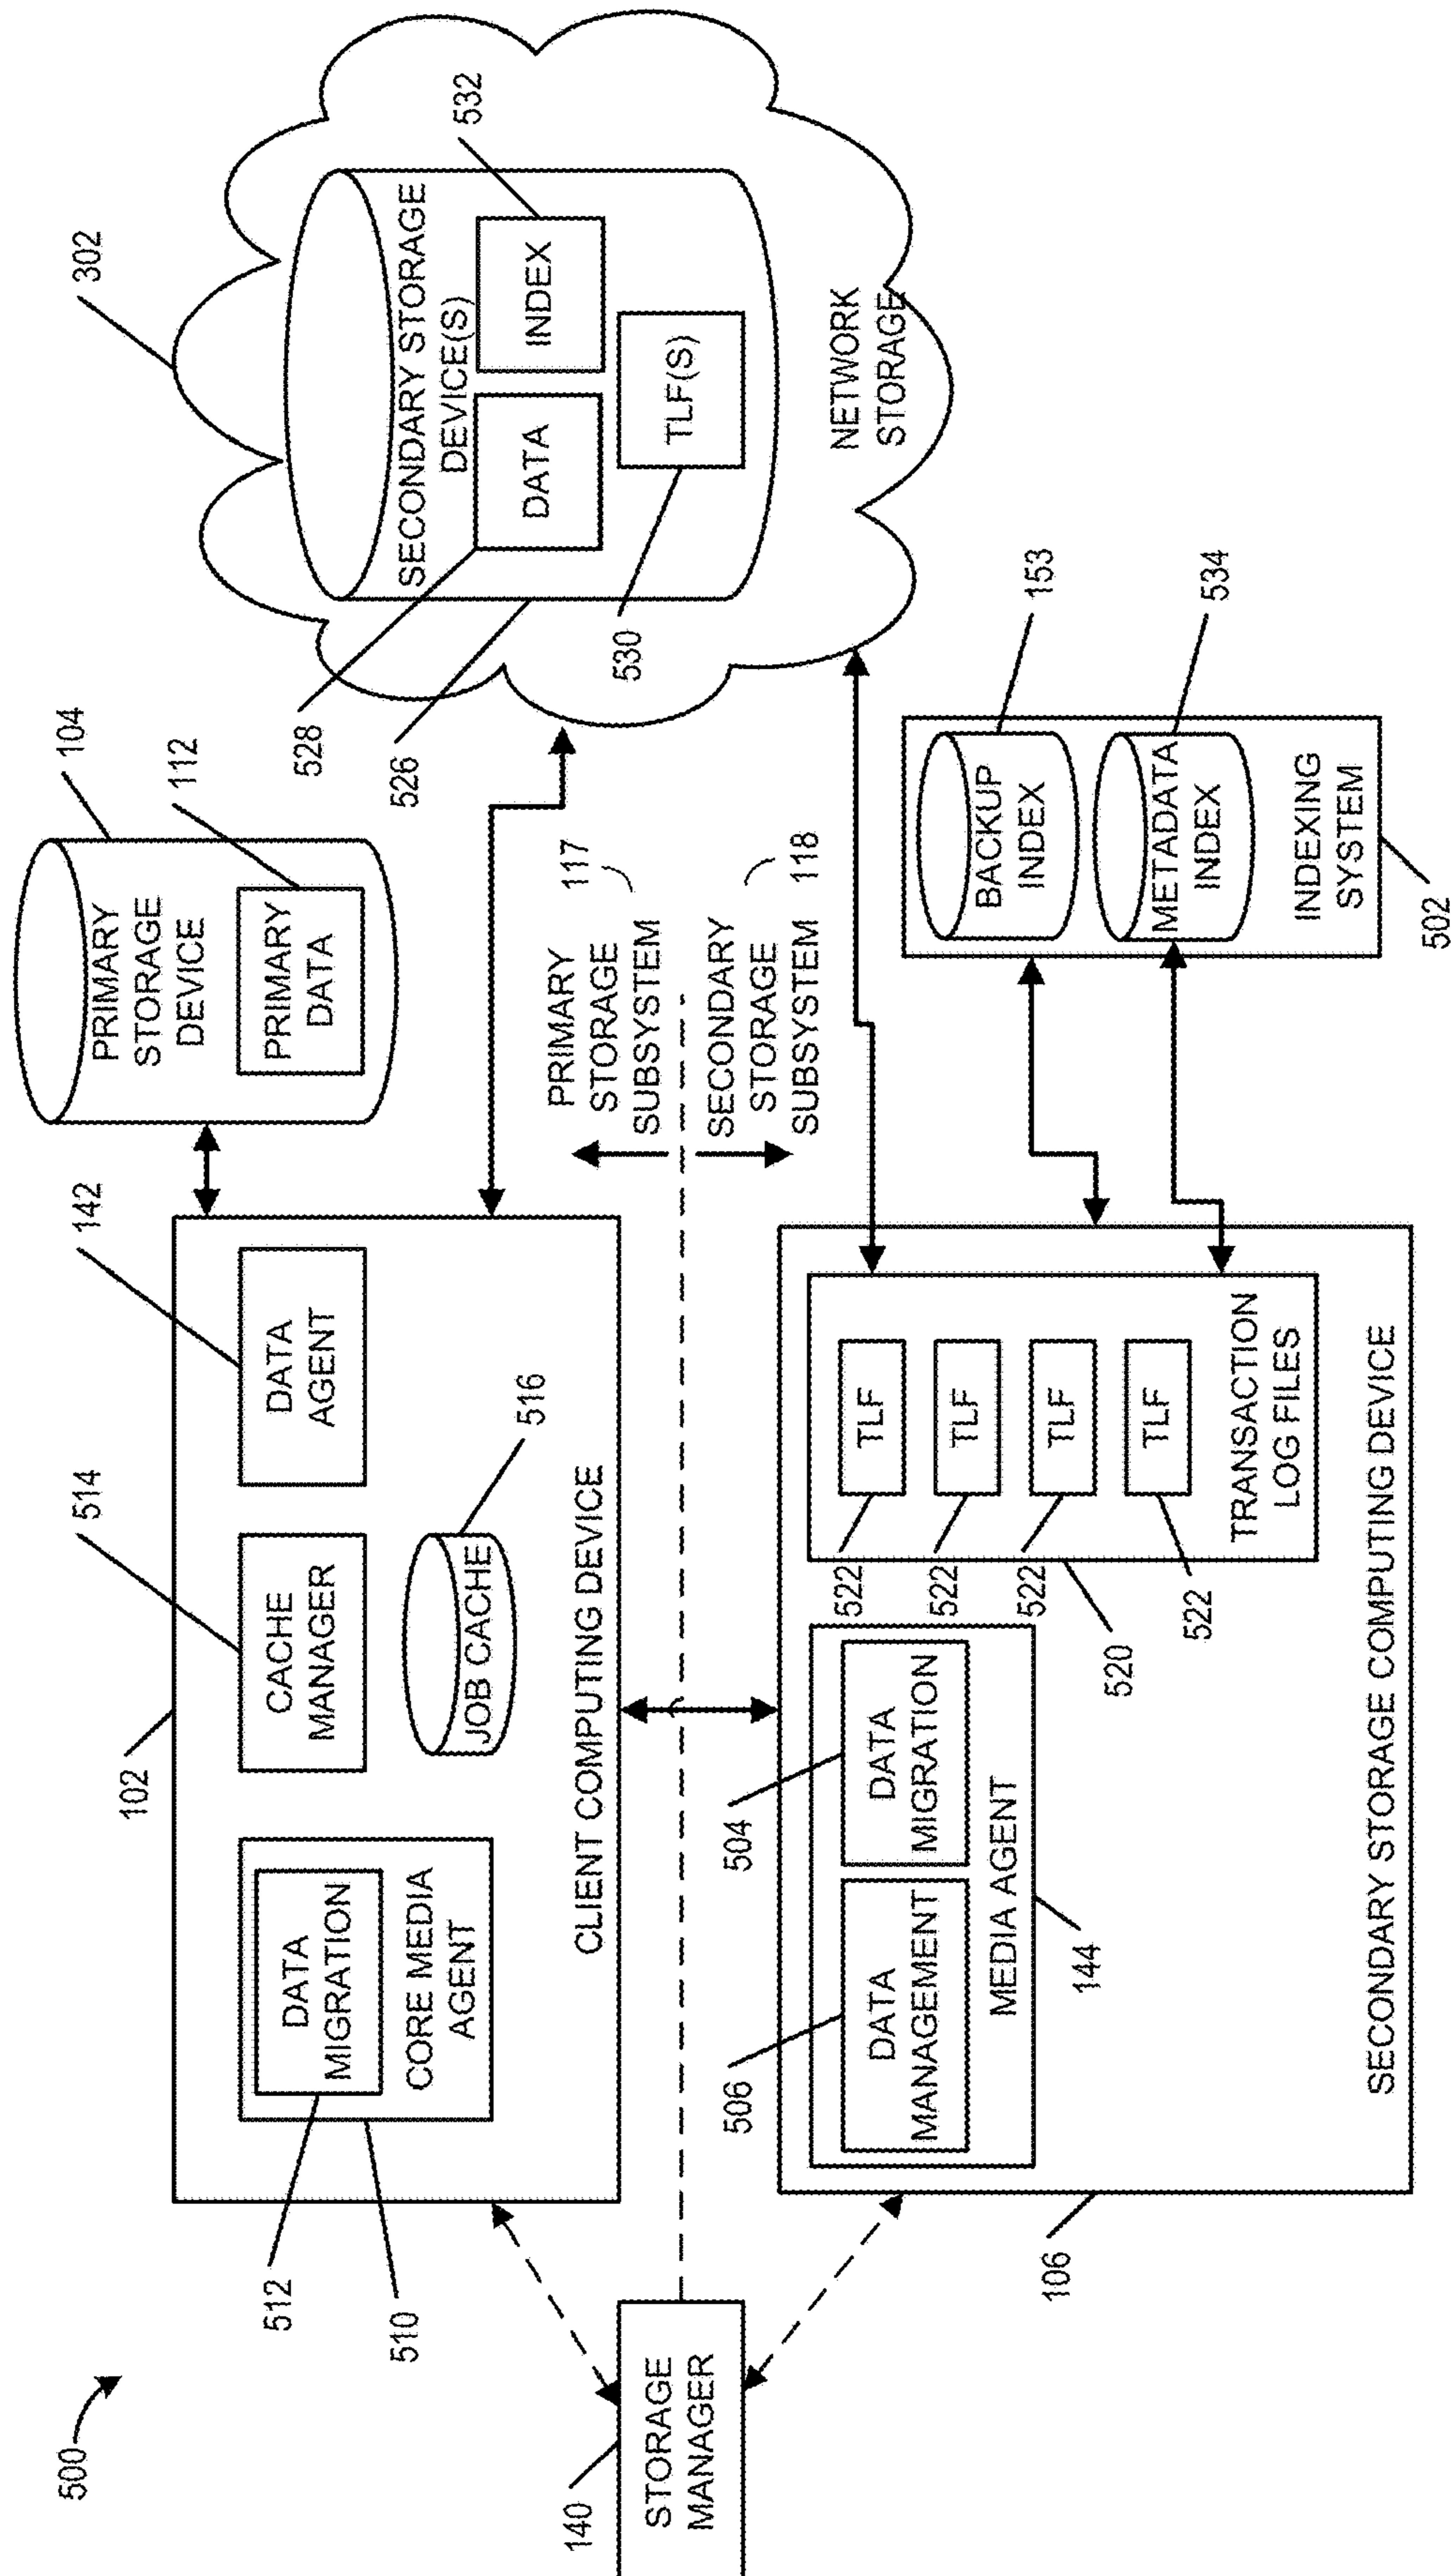 500
140
STORAGE
MANAGER
102
514
142
512
510
DATA
MIGRATION
CORE MEDIA
AGENT
CACHE
MANAGER
DATA
AGENT
516
JOB CACHE
CLIENT COMPUTING DEVICE
104
PRIMARY
STORAGE
DEVICE
112
PRIMARY
DATA
302
SECONDARY STORAGE
DEVICE(S)
532
DATA
INDEX
TLF(S)
528
526
530
NETWORK
STORAGE
PRIMARY
STORAGE
SUBSYSTEM
117
SECONDARY
STORAGE
SUBSYSTEM
118
504
506
DATA
MANAGEMENT
DATA
MIGRATION
MEDIA AGENT
144
TLF
TLF
TLF
TLF
522
522
522
522
520
TRANSACTION
LOG FILES
SECONDARY STORAGE COMPUTING DEVICE
106
153
BACKUP
INDEX
534
METADATA
INDEX
INDEXING
SYSTEM
502